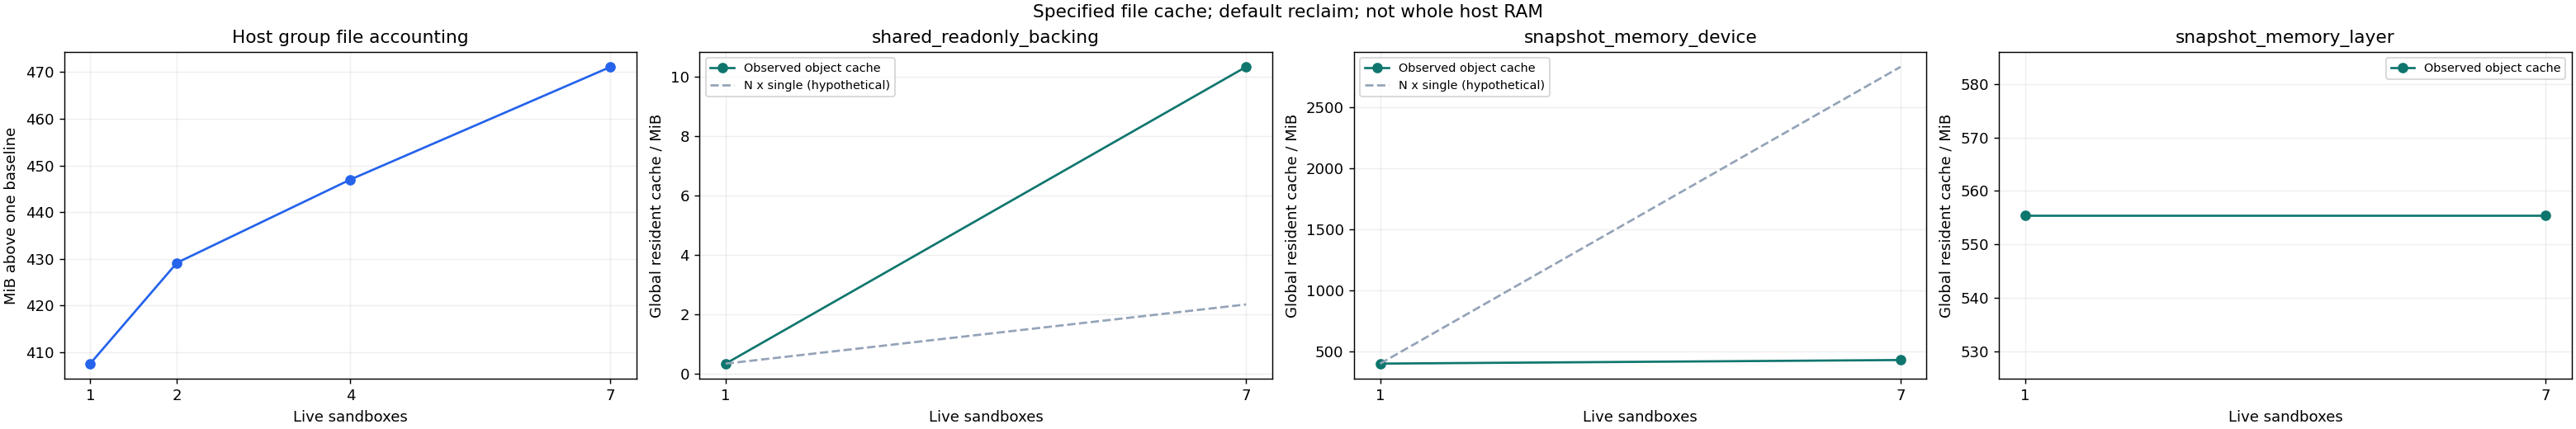 Specified file cache; default reclaim; not whole host RAM
Host group file accounting
MiB above one baseline
470
460
450
440
430
420
410
1
2
4
7
Live sandboxes
shared_readonly_backing
Observed object cache
N x single (hypothetical)
Global resident cache / MiB
10
8
6
4
2
0
1
7
Live sandboxes
snapshot_memory_device
Observed object cache
N x single (hypothetical)
Global resident cache / MiB
2500
2000
1500
1000
500
1
7
Live sandboxes
snapshot_memory_layer
Observed object cache
Global resident cache / MiB
580
570
560
550
540
530
1
7
Live sandboxes